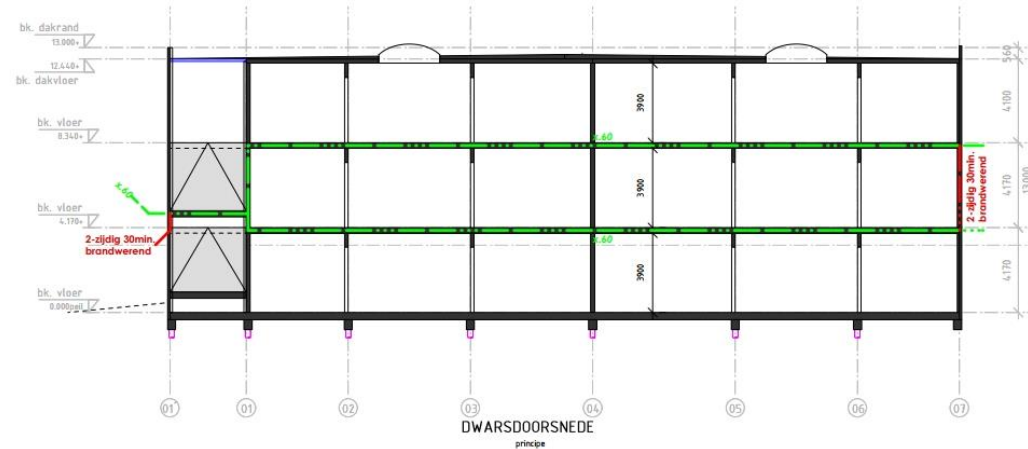 bk. dakrand
13.000+
12.440+
bk. dakvloer
bk. vloer
8.340+
x.60
bk. vloer
4.170+
2-zijdig 30min.
brandwerend
bk. vloer
0.000peil
3900
3900
3900
x.60
x.60
2-zijdig 30min.
brandwerend
560
4100
4170
4170
13000
01'
01
02
03
04
05
06
07
DWARSDOORSNEDE
principe